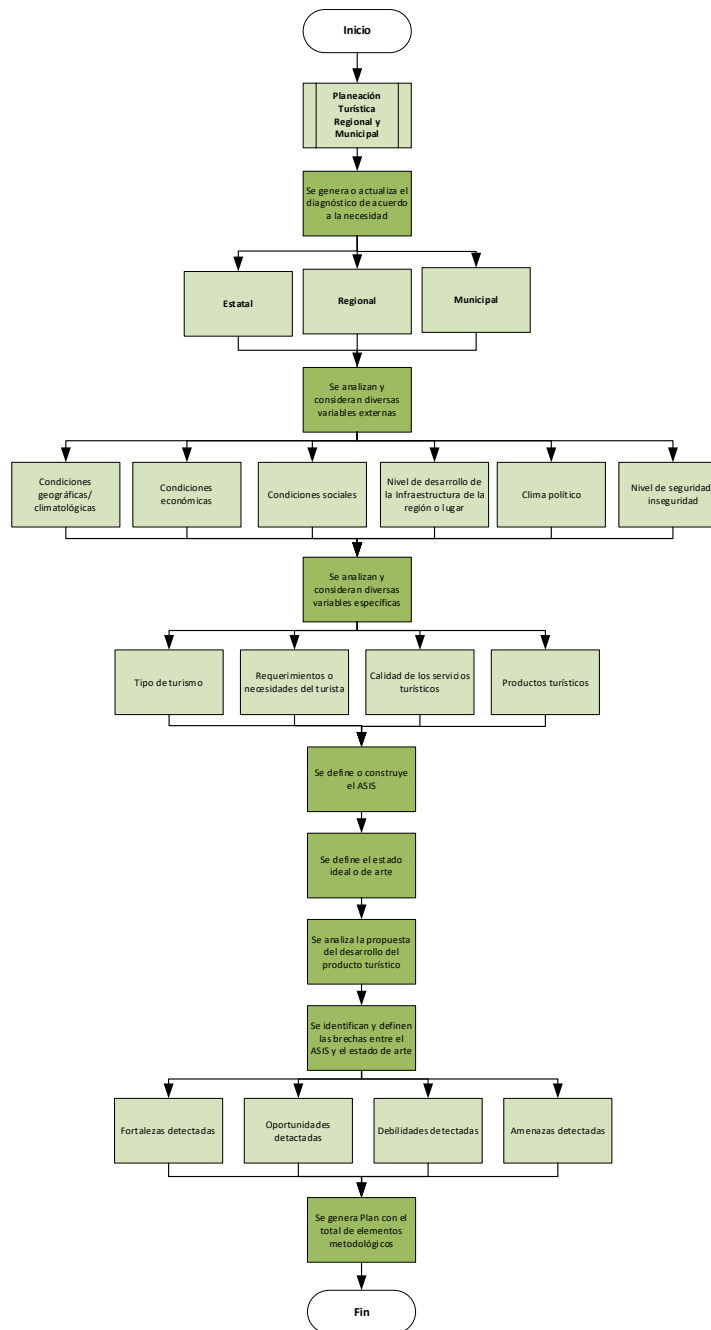 Inicio
Planeación
Turística
Regional y
Municipal
Se genera o actualiza el
diagnóstico de acuerdo
a la necesidad
Estatal
Regional
Municipal
Se analizan y
consideran diversas
variables externas
Condiciones
geográficas/
climatológicas
Condiciones
económicas
Condiciones sociales
Nivel de desarrollo de
la Infraestructura de la
región o lugar
Clima político
Nivel de seguridad
inseguridad
Se analizan y
consideran diversas
variables específicas
Tipo de turismo
Requerimientos o
necesidades del turista
Calidad de los servicios
turísticos
Productos turísticos
Se define o construye
el ASIS
Se define el estado
ideal o de arte
Se analiza la propuesta
del desarrollo del
producto turístico
Se identifican y definen
las brechas entre el
ASIS y el estado de arte
Fortalezas detectadas
Oportunidades
detactadas
Debilidades detectadas
Amenazas detectadas
Se genera Plan con el
total de elementos
metodológicos
Fin